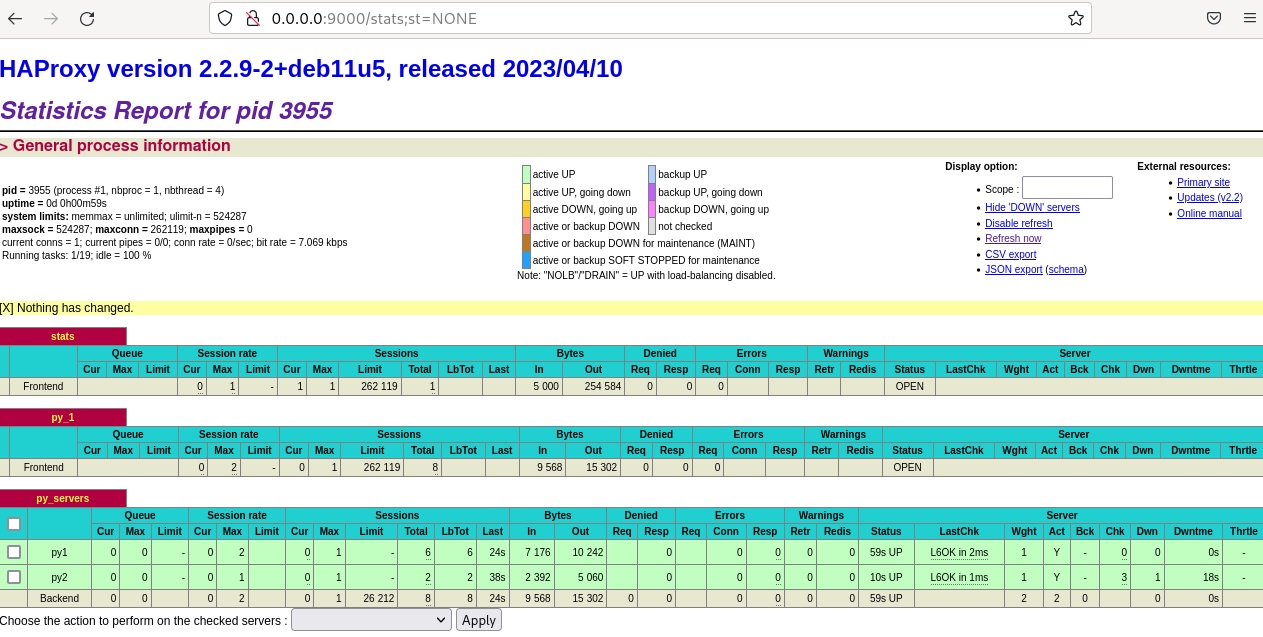 0.0.0.0:9000/stats;st=NONE
HAProxy version 2.2.9-2+deb11u5, released 2023/04/10
Statistics Report for pid 3955
> General process information
pid = 3955 (process #1, nbproc = 1, nbthread = 4)
uptime = 0d 0h00m59s
system limits: memmax = unlimited; ulimit-n = 524287
maxsock = 524287; maxconn = 262119; maxpipes = 0
current conns = 1; current pipes = 0/0; conn rate = 0/sec; bit rate = 7.069 kbps
Running tasks: 1/19; idle = 100 %
active UP backup UP
active UP, going down backup UP, going down
active DOWN, going up backup DOWN, going up
active or backup DOWN not checked
active or backup DOWN for maintenance (MAINT)
active or backup SOFT STOPPED for maintenance
Note: "NOLB"/"DRAIN" = UP with load-balancing disabled.
Display option:
• Scope :
• Hide 'DOWN' servers
• Disable refresh
• Refresh now
• CSV export
• JSON export (schema)
External resources:
• Primary site
• Updates (v2.2)
• Online manual
[X] Nothing has changed.
stats
Queue Session rate Sessions Bytes Denied Errors Warnings Server
Cur Max Limit Cur Max Limit Cur Max Limit Total LbTot Last In Out Req Resp Req Conn Resp Retr Redis Status LastChk Wght Act Bck Chk Dwn Dwntme Thrtle
Frontend 0 1 - 1 1 262 119 1 5 000 254 584 0 0 0 OPEN
py_1
Queue Session rate Sessions Bytes Denied Errors Warnings Server
Cur Max Limit Cur Max Limit Cur Max Limit Total LbTot Last In Out Req Resp Req Conn Resp Retr Redis Status LastChk Wght Act Bck Chk Dwn Dwntme Thrtle
Frontend 0 2 - 0 1 262 119 8 9 568 15 302 0 0 0 OPEN
py_servers
Queue Session rate Sessions Bytes Denied Errors Warnings Server
Cur Max Limit Cur Max Limit Cur Max Limit Total LbTot Last In Out Req Resp Req Conn Resp Retr Redis Status LastChk Wght Act Bck Chk Dwn Dwntme Thrtle
py1 0 0 - 0 2 0 1 - 6 6 24s 7 176 10 242 0 0 0 0 0 59s UP L6OK in 2ms 1 Y - 0 0 0s -
py2 0 0 - 0 1 0 1 - 2 2 38s 2 392 5 060 0 0 0 0 0 10s UP L6OK in 1ms 1 Y - 3 1 18s -
Backend 0 0 0 2 0 1 26 212 8 8 24s 9 568 15 302 0 0 0 0 0 0 59s UP 2 2 0 0 0s
Choose the action to perform on the checked servers : Apply